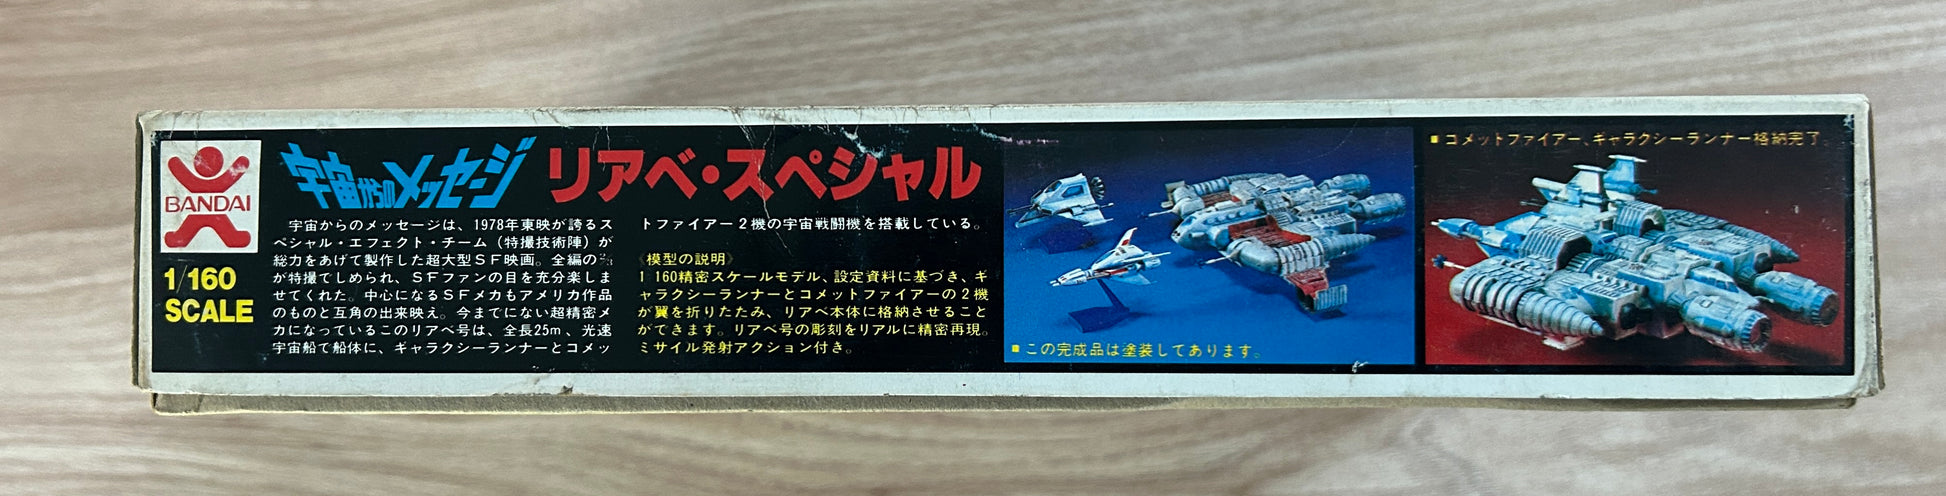 BANDAI
1/160
SCALE
宇宙からのメッセージ
リアベ・スペシャル
宇宙からのメッセージは、1978年東映が誇るス
ペシャル・エフェクト・チーム（特撮技術陣）が
総力をあげて製作した超大型ＳＦ映画。全編の
が特撮でしめられ、ＳＦファンの目を充分楽しま
せてくれた。中心になるＳＦメカもアメリカ作品
のものと互角の出来映え。今までにない超精密メ
カになっているこのリアベ号は、全長25m、光速
宇宙船で船体に、ギャラクシーランナーとコメッ
トファイアー２機の宇宙戦闘機を搭載している。
《模型の説明》
1 160精密スケールモデル、設定資料に基づき、ギ
ャラクシーランナーとコメットファイアーの２機
が翼を折りたたみ、リアベ本体に格納させること
ができます。リアベ号の彫刻をリアルに精密再現。
ミサイル発射アクション付き。
■この完成品は塗装してあります。
■コメットファイアー、ギャラクシーランナー格納完了。